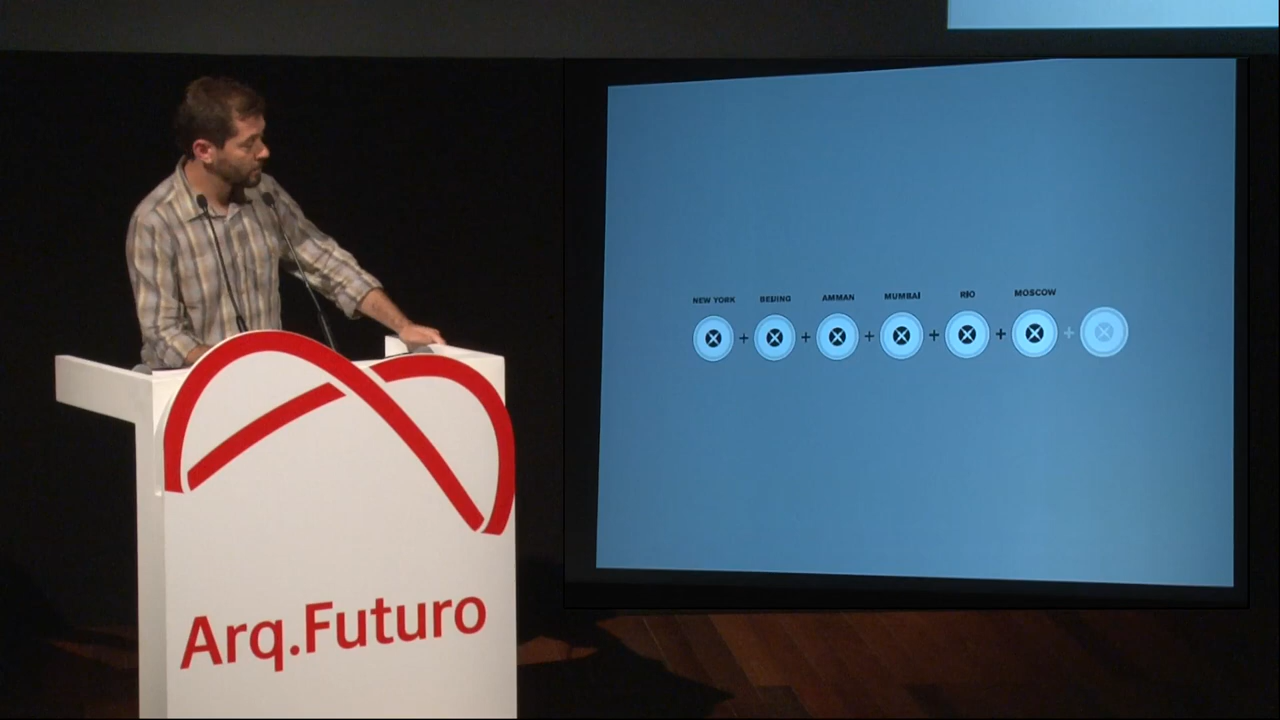 NEW YORK BEIJING AMMAN MUMBAI RIO MOSCOW
+ + + + + +
Arq.Futuro